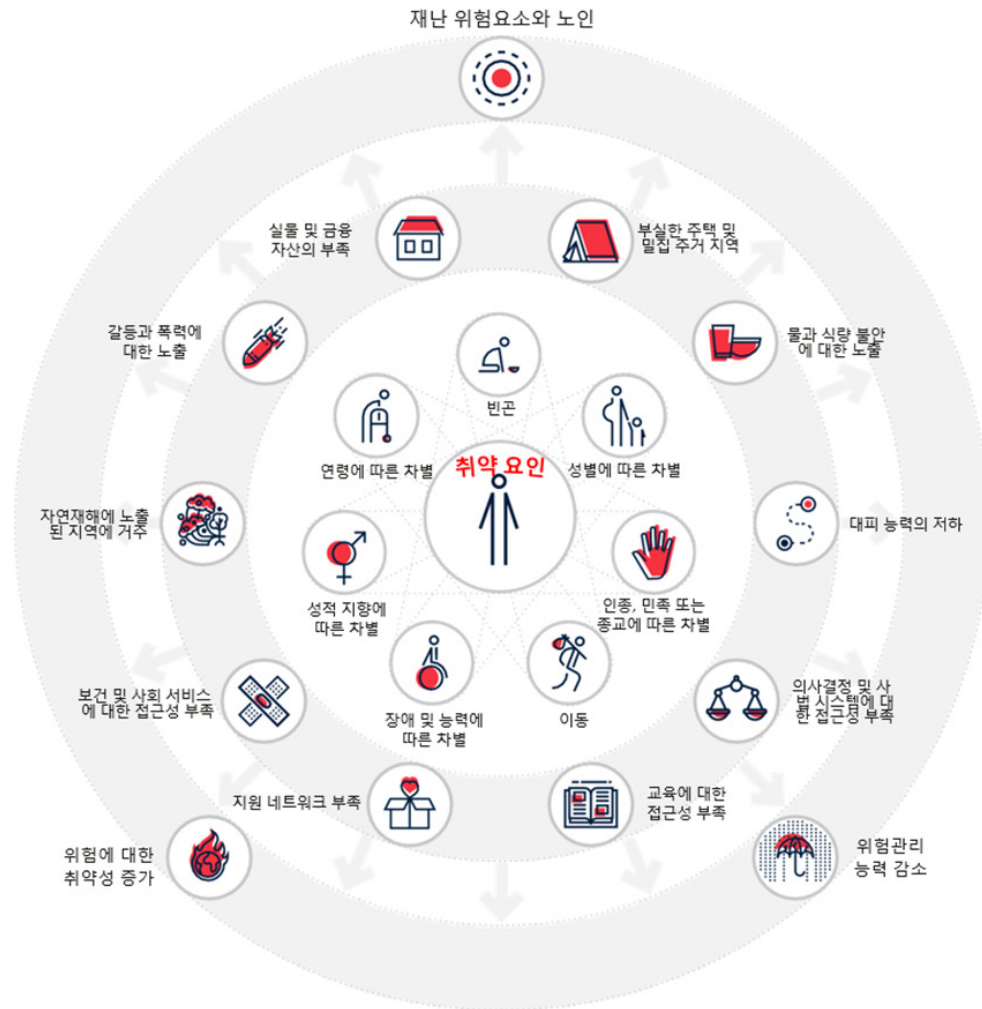 재난 위험요소와 노인
실물 및 금융
자산의 부족
부실한 주택 및
밀집 주거 지역
갈등과 폭력에
대한 노출
물과 식량 불안
에 대한 노출
빈곤
연령에 따른 차별
취약 요인
성별에 따른 차별
자연재해에 노출
된 지역에 거주
대피 능력의 저하
성적 지향에
따른 차별
인종, 민족 또는
종교에 따른 차별
보건 및 사회 서비스
에 대한 접근성 부족
장애 및 능력에
따른 차별
이동
의사결정 및 사
법 시스템에 대
한 접근성 부족
지원 네트워크 부족
교육에 대한
접근성 부족
위험에 대한
취약성 증가
위험관리
능력 감소